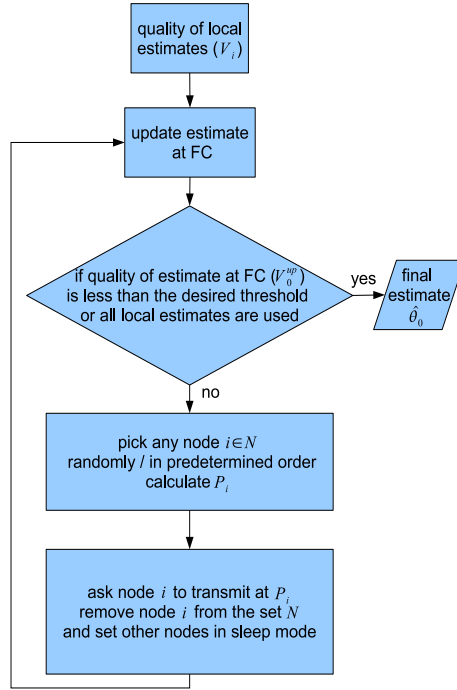 quality of local
estimates (V_i)
update estimate
at FC
if quality of estimate at FC (V_0^{up})
is less than the desired threshold
or all local estimates are used
yes
final
estimate
θ̂_0
no
pick any node i∈N
randomly / in predetermined order
calculate P_i
ask node i to transmit at P_i
remove node i from the set N
and set other nodes in sleep mode